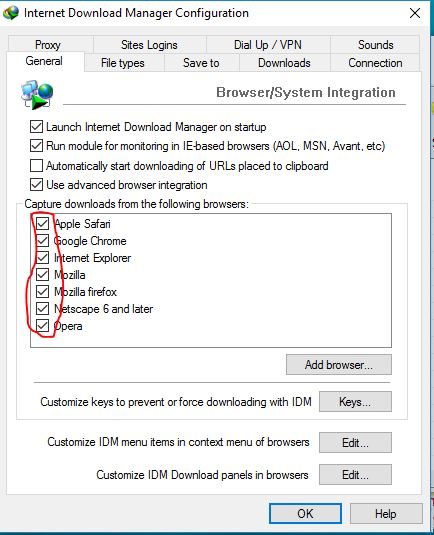 Internet Download Manager Configuration
Proxy Sites Logins Dial Up / VPN Sounds
General File types Save to Downloads Connection
Browser/System Integration
Launch Internet Download Manager on startup
Run module for monitoring in IE-based browsers (AOL, MSN, Avant, etc)
Automatically start downloading of URLs placed to clipboard
Use advanced browser integration
Capture downloads from the following browsers:
Apple Safari
Google Chrome
Internet Explorer
Mozilla
Mozilla firefox
Netscape 6 and later
Opera
Add browser...
Customize keys to prevent or force downloading with IDM Keys...
Customize IDM menu items in context menu of browsers Edit...
Customize IDM Download panels in browsers Edit...
OK Help